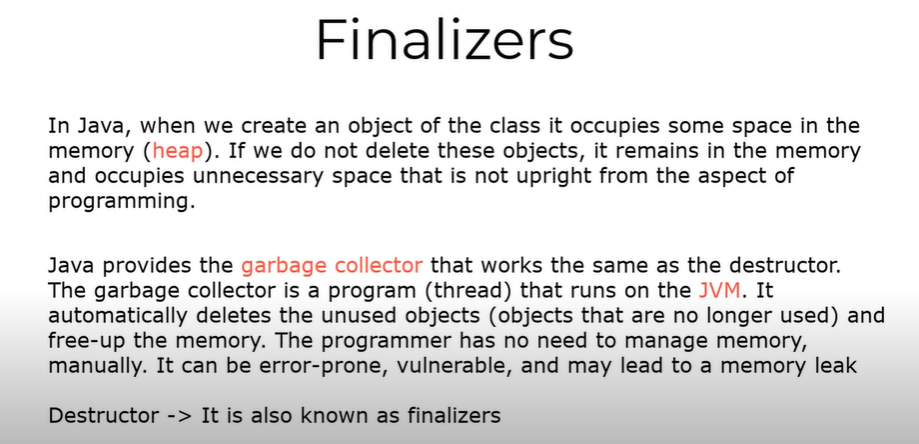 Finalizers
In Java, when we create an object of the class it occupies some space in the
memory (heap). If we do not delete these objects, it remains in the memory
and occupies unnecessary space that is not upright from the aspect of
programming.
Java provides the garbage collector that works the same as the destructor.
The garbage collector is a program (thread) that runs on the JVM. It
automatically deletes the unused objects (objects that are no longer used) and
free-up the memory. The programmer has no need to manage memory,
manually. It can be error-prone, vulnerable, and may lead to a memory leak
Destructor -> It is also known as finalizers